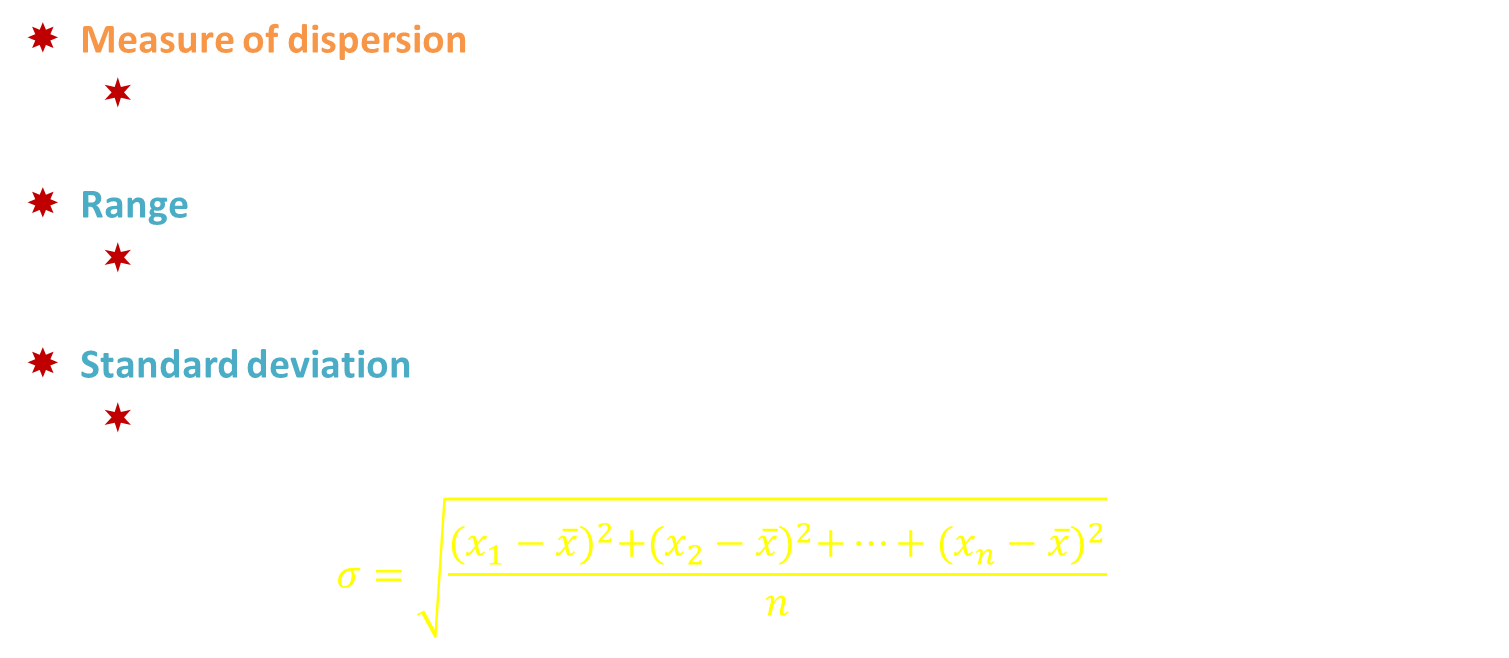 Measure of dispersion
Range
Standard deviation
σ = √((x₁ − x̄)²+(x₂ − x̄)²+ ⋯ + (xₙ − x̄)² / n)